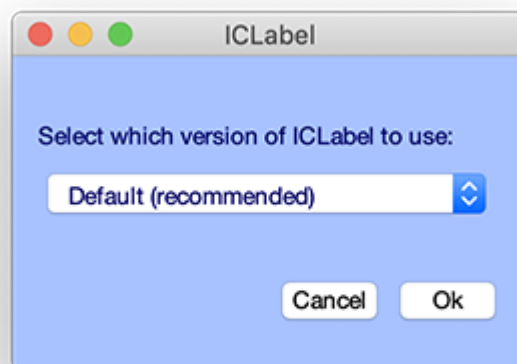 ICLabel
Select which version of ICLabel to use:
Default (recommended)
Cancel Ok